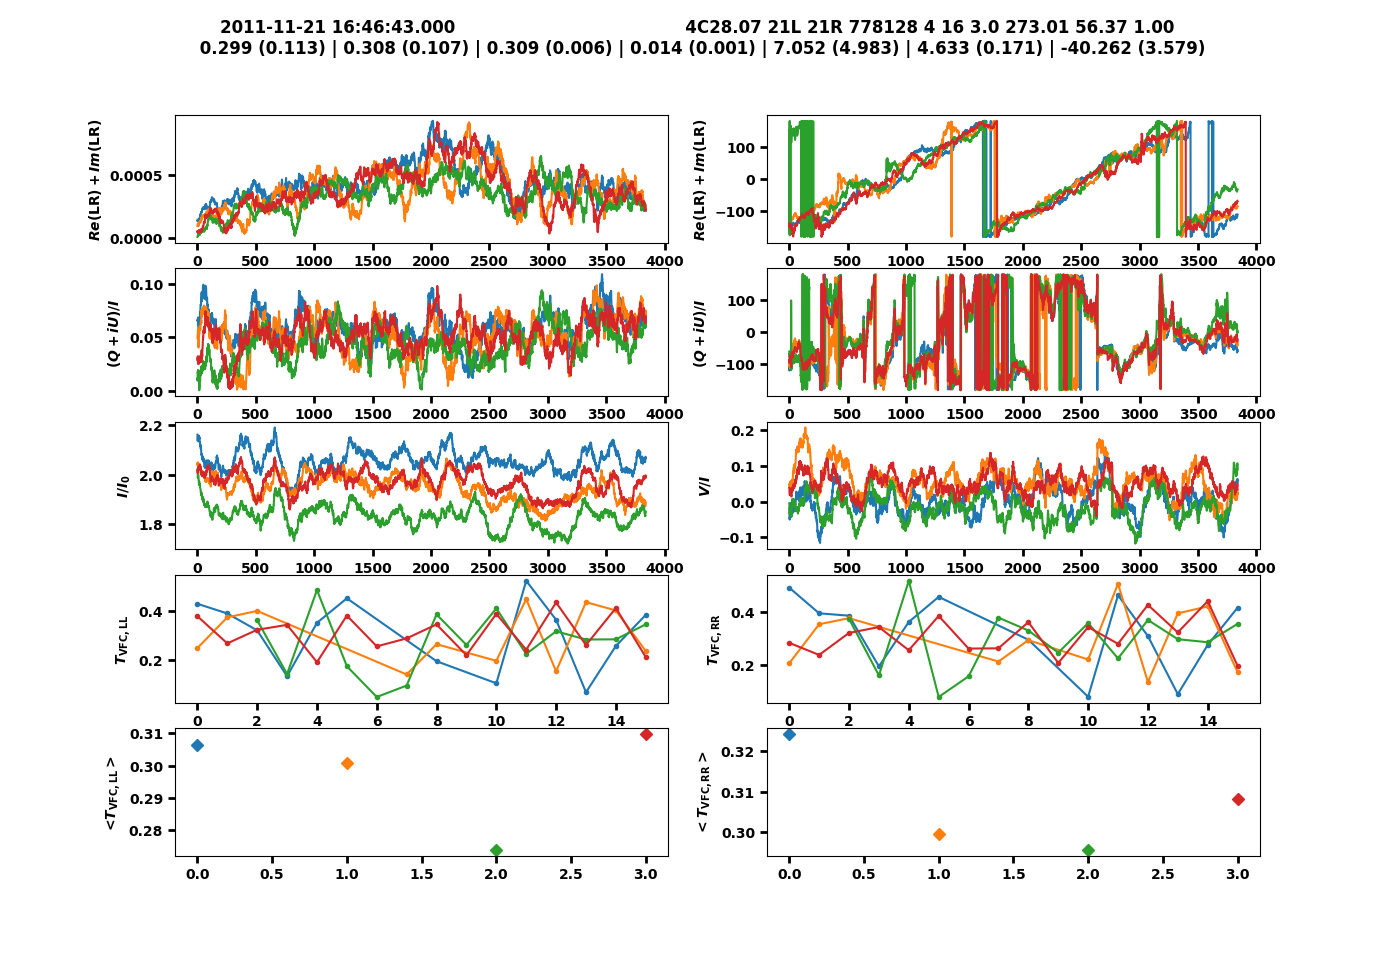 2011-11-21 16:46:43.000 4C28.07 21L 21R 778128 4 16 3.0 273.01 56.37 1.00
0.299 (0.113) | 0.308 (0.107) | 0.309 (0.006) | 0.014 (0.001) | 7.052 (4.983) | 4.633 (0.171) | -40.262 (3.579)
Re(LR) + Im(LR)
0.0005
0.0000
0 500 1000 1500 2000 2500 3000 3500 4000
Re(LR) + Im(LR)
100
0
−100
0 500 1000 1500 2000 2500 3000 3500 4000
(Q + iU)/I
0.10
0.05
0.00
0 500 1000 1500 2000 2500 3000 3500 4000
(Q + iU)/I
100
0
−100
0 500 1000 1500 2000 2500 3000 3500 4000
I/I0
2.2
2.0
1.8
0 500 1000 1500 2000 2500 3000 3500 4000
V/I
0.2
0.1
0.0
−0.1
0 500 1000 1500 2000 2500 3000 3500 4000
TVFC, LL
0.4
0.2
0 2 4 6 8 10 12 14
TVFC, RR
0.4
0.2
0 2 4 6 8 10 12 14
<TVFC, LL >
0.31
0.30
0.29
0.28
0.0 0.5 1.0 1.5 2.0 2.5 3.0
< TVFC, RR >
0.32
0.31
0.30
0.0 0.5 1.0 1.5 2.0 2.5 3.0